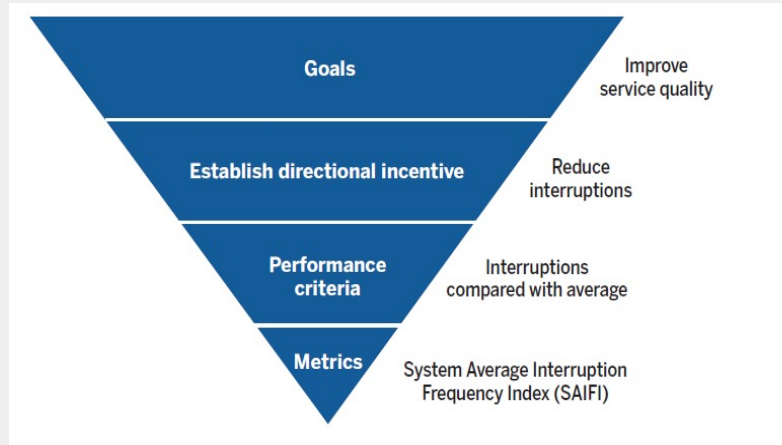 Goals
Improve
service quality
Establish directional incentive
Reduce
interruptions
Performance
criteria
Interruptions
compared with average
Metrics
System Average Interruption
Frequency Index (SAIFI)